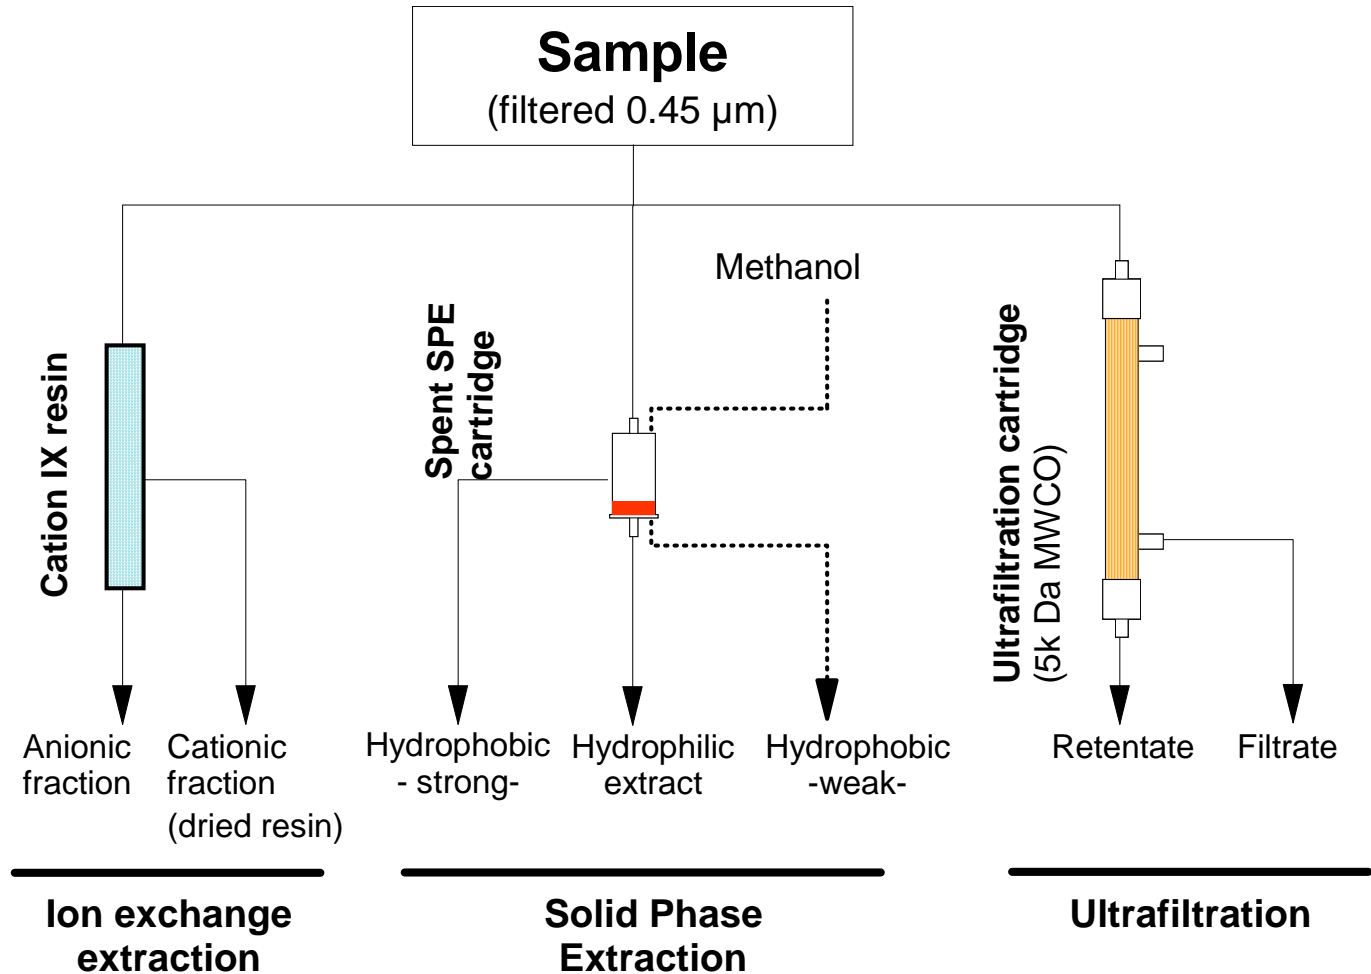 Sample
(filtered 0.45 µm)
Methanol
Cation IX resin
Spent SPE
cartridge
Ultrafiltration cartridge
(5k Da MWCO)
Anionic
fraction
Cationic
fraction
(dried resin)
Hydrophobic
- strong-
Hydrophilic
extract
Hydrophobic
-weak-
Retentate
Filtrate
Ion exchange
extraction
Solid Phase
Extraction
Ultrafiltration